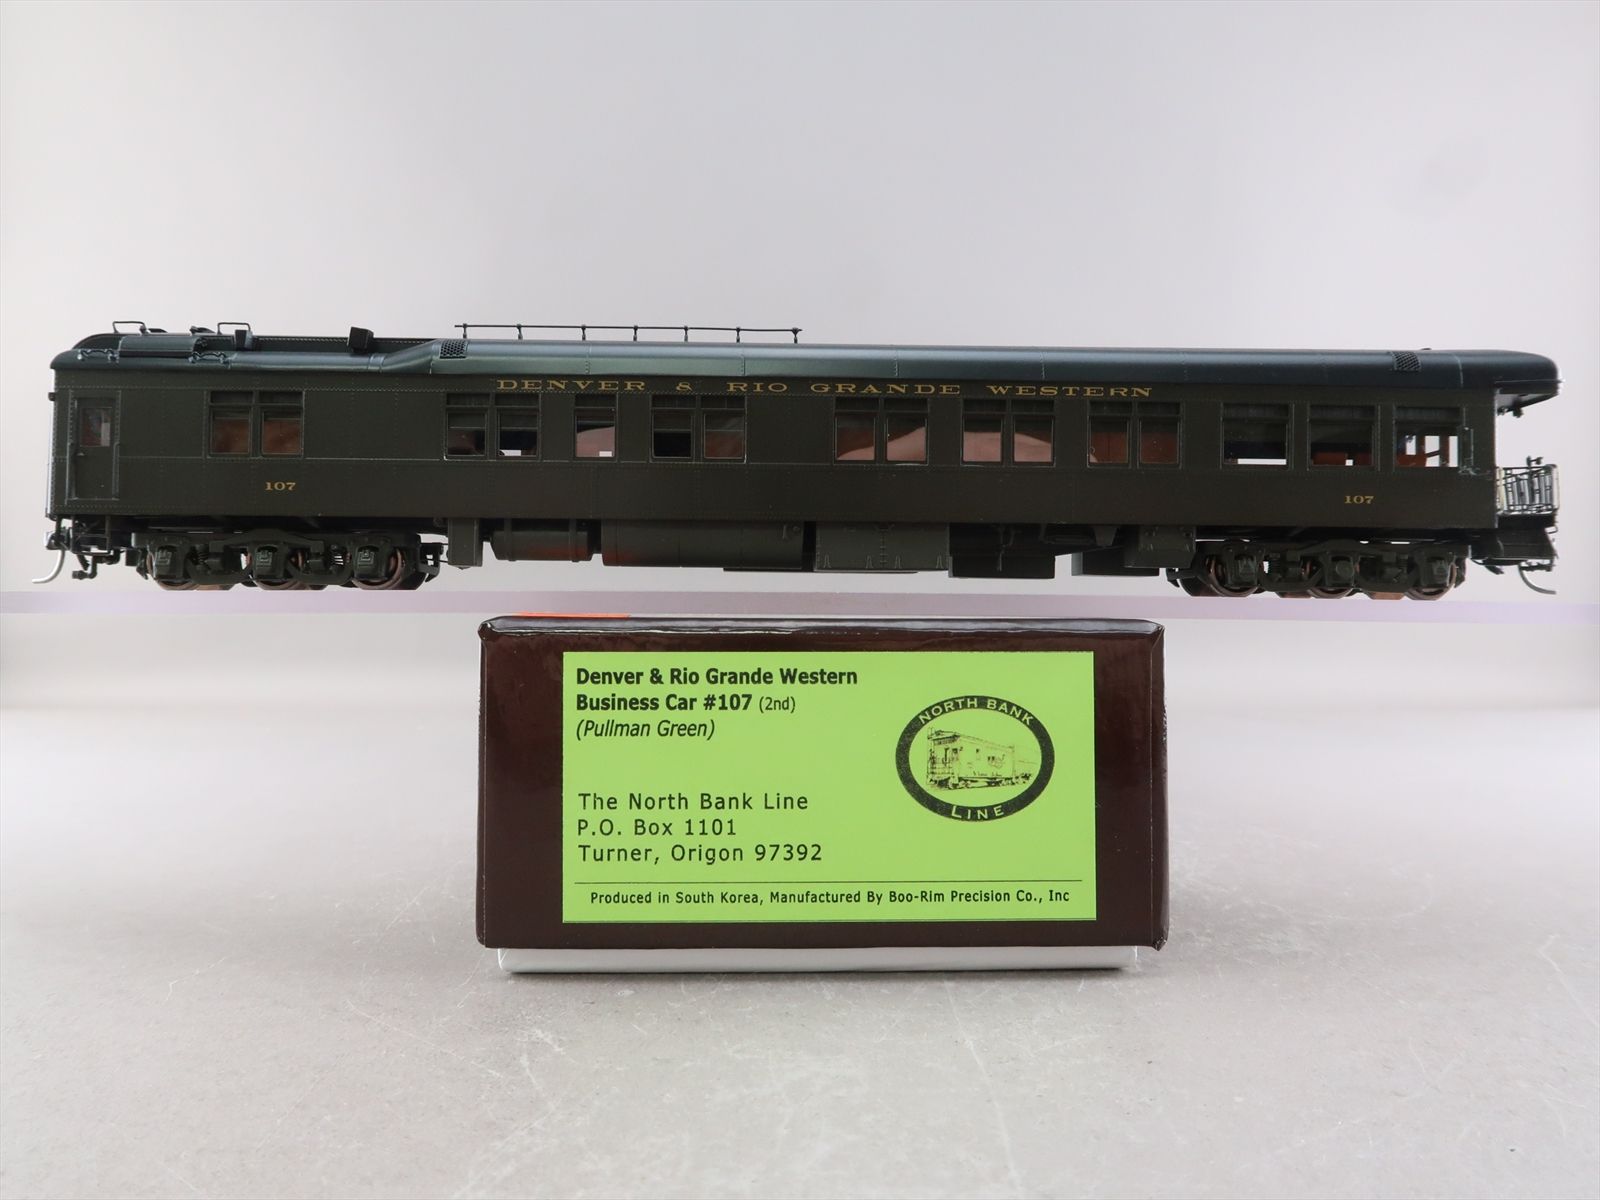 DENVER & RIO GRANDE WESTERN
107
107
Denver & Rio Grande Western
Business Car #107 (2nd)
(Pullman Green)
NORTH BANK
LINE
The North Bank Line
P.O. Box 1101
Turner, Origon 97392
Produced in South Korea, Manufactured By Boo-Rim Precision Co., Inc